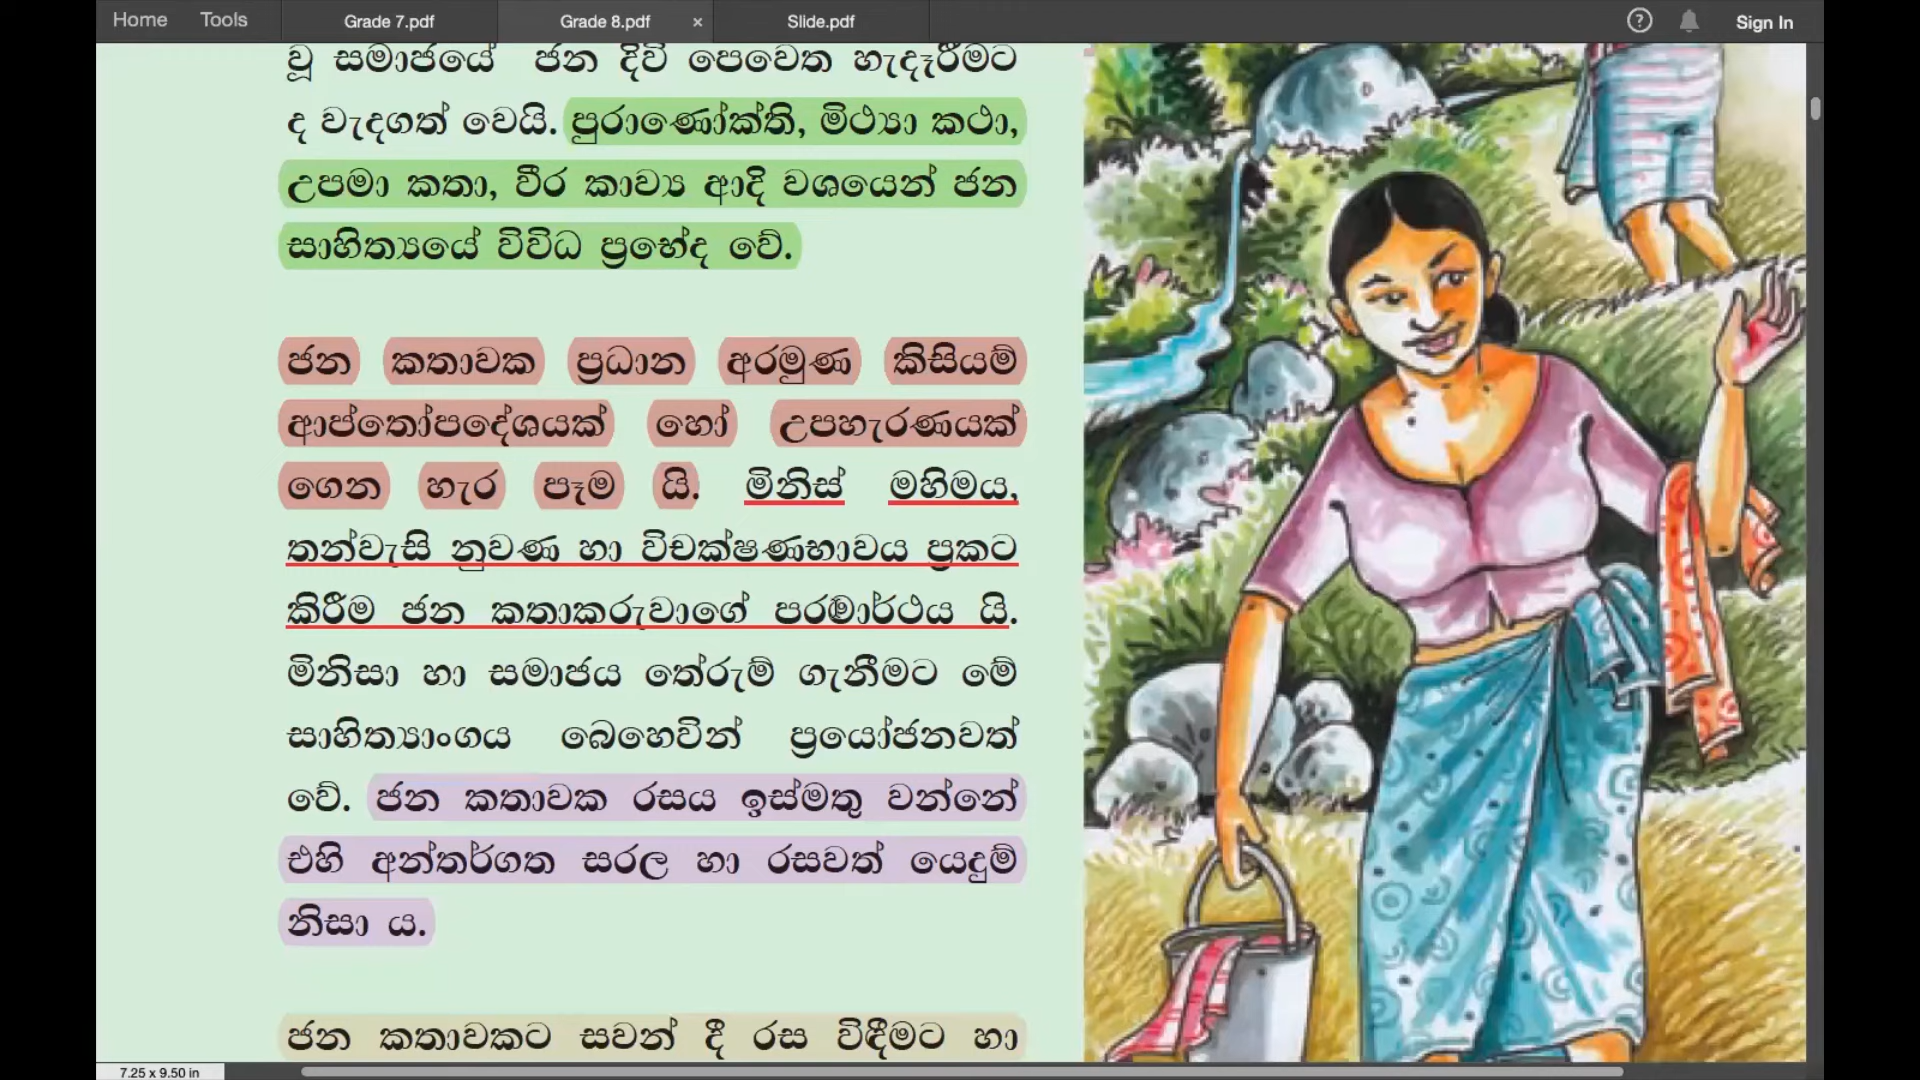 Home Tools Grade 7.pdf Grade 8.pdf × Slide.pdf ? Sign In
වූ සමාජයේ ජන දිවි පෙවෙත හැදෑරීමට
ද වැදගත් වෙයි. පුරාණෝක්ති, මිථ්‍යා කථා,
උපමා කතා, වීර කාව්‍ය ආදි වශයෙන් ජන
සාහිත්‍යයේ විවිධ ප්‍රභේද වේ.
ජන කතාවක ප්‍රධාන අරමුණ කිසියම්
ආප්තෝපදේශයක් හෝ උපහැරණයක්
ගෙන හැර පෑම යි. මිනිස් මහිමය,
තන්වැසි නුවණ හා විචක්ෂණභාවය ප්‍රකට
කිරීම ජන කතාකරුවාගේ පරමාර්ථය යි.
මිනිසා හා සමාජය තේරුම් ගැනීමට මේ
සාහිත්‍යාංගය බෙහෙවින් ප්‍රයෝජනවත්
වේ. ජන කතාවක රසය ඉස්මතු වන්නේ
එහි අන්තර්ගත සරල හා රසවත් යෙදුම්
නිසා ය.
ජන කතාවකට සවන් දී රස විඳීමට හා
7.25 x 9.50 in